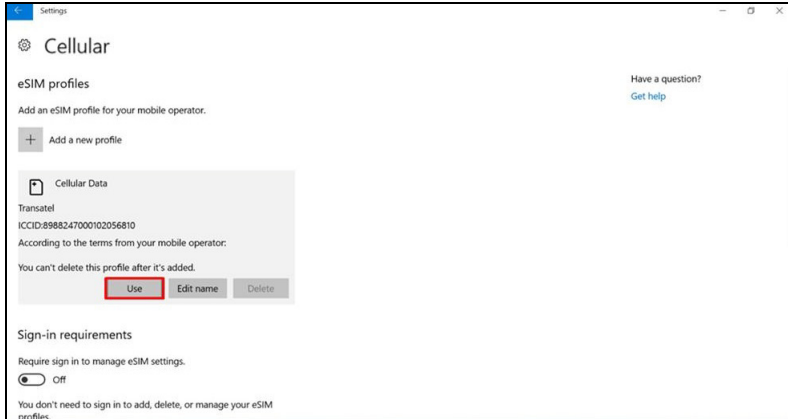 Settings
Cellular
eSIM profiles
Have a question?
Add an eSIM profile for your mobile operator.
Get help
Add a new profile
Cellular Data
Transatel
ICCID:8988247000102056810
According to the terms from your mobile operator:
You can't delete this profile after it's added.
Use Edit name Delete
Sign-in requirements
Require sign in to manage eSIM settings.
Off
You don't need to sign in to add, delete, or manage your eSIM
profiles.